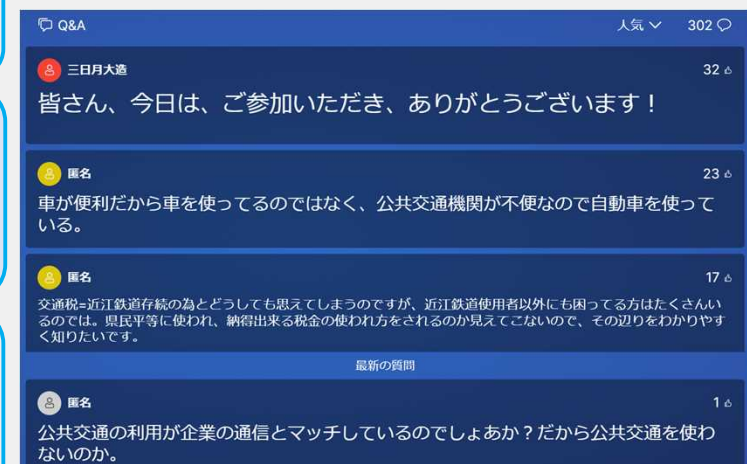 Q&A 人気 302
三日月大造 32
皆さん、今日は、ご参加いただき、ありがとうございます！
匿名 23
車が便利だから車を使ってるのではなく、公共交通機関が不便なので自動車を使って
いる。
匿名 17
交通税=近江鉄道存続の為とどうしても思えてしまうのですが、近江鉄道使用者以外にも困ってる方はたくさんい
るのでは。県民平等に使われ、納得出来る税金の使われ方をされるのか見えてこないので、その辺りをわかりやす
く知りたいです。
最新の質問
匿名 1
公共交通の利用が企業の通信とマッチしているのでしょあか？だから公共交通を使わ
ないのか。